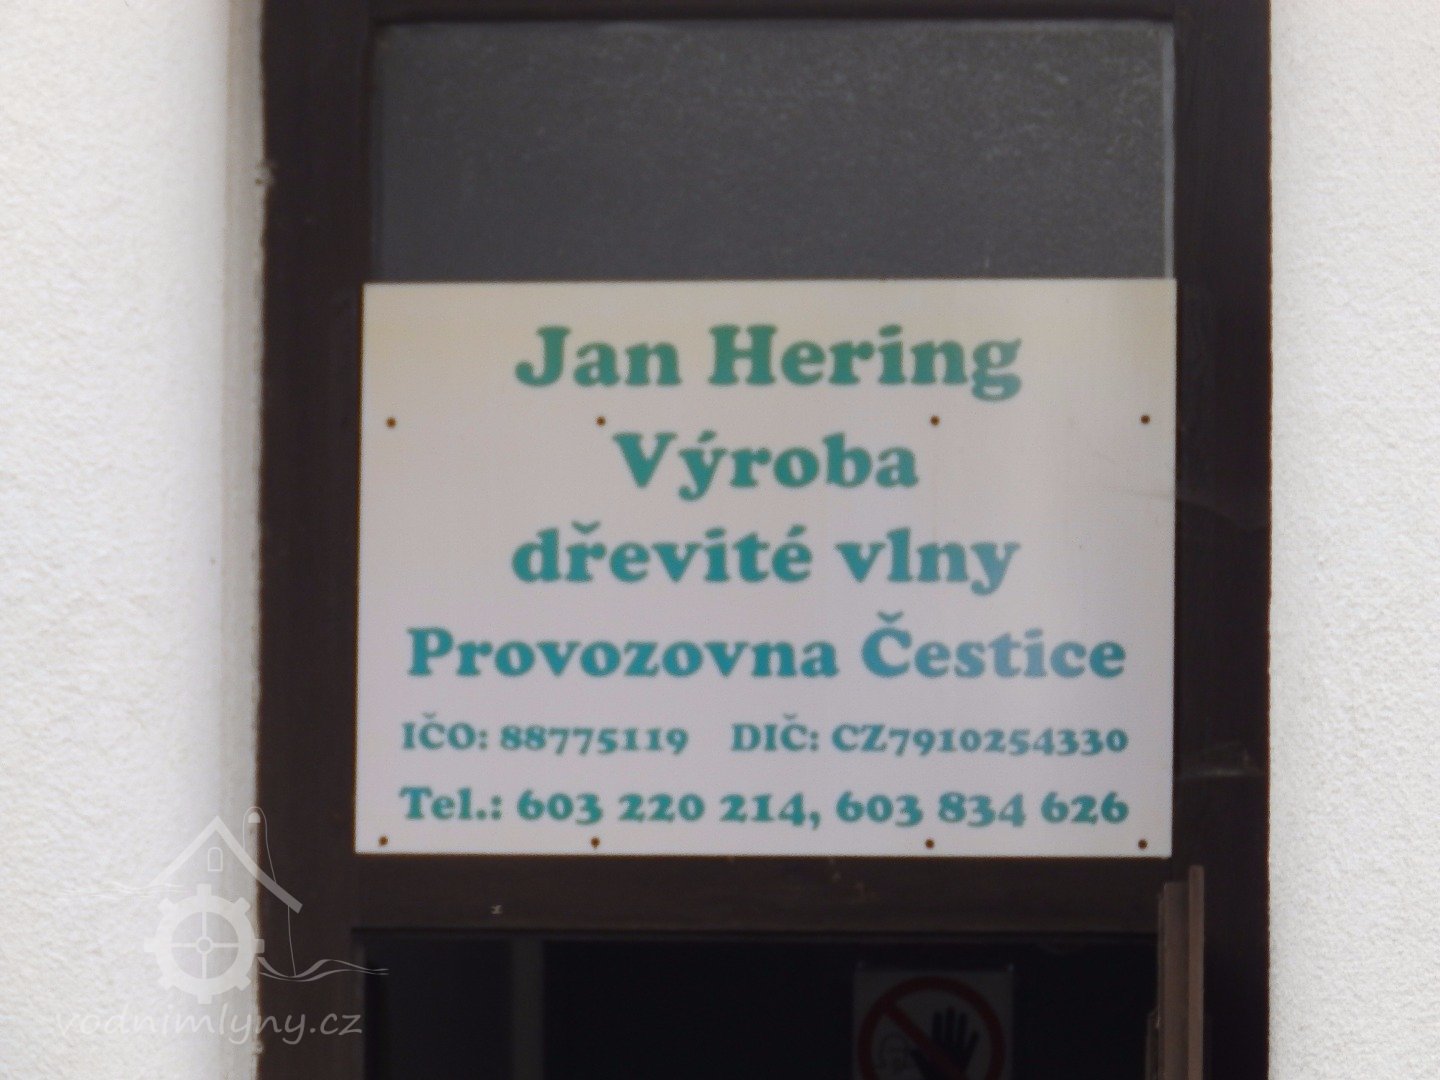 Jan Hering
Výroba
dřevité vlny
Provozovna Čestice
IČO: 88775119 DIČ: CZ7910254330
Tel.: 603 220 214, 603 834 626
vodnimlyny.cz